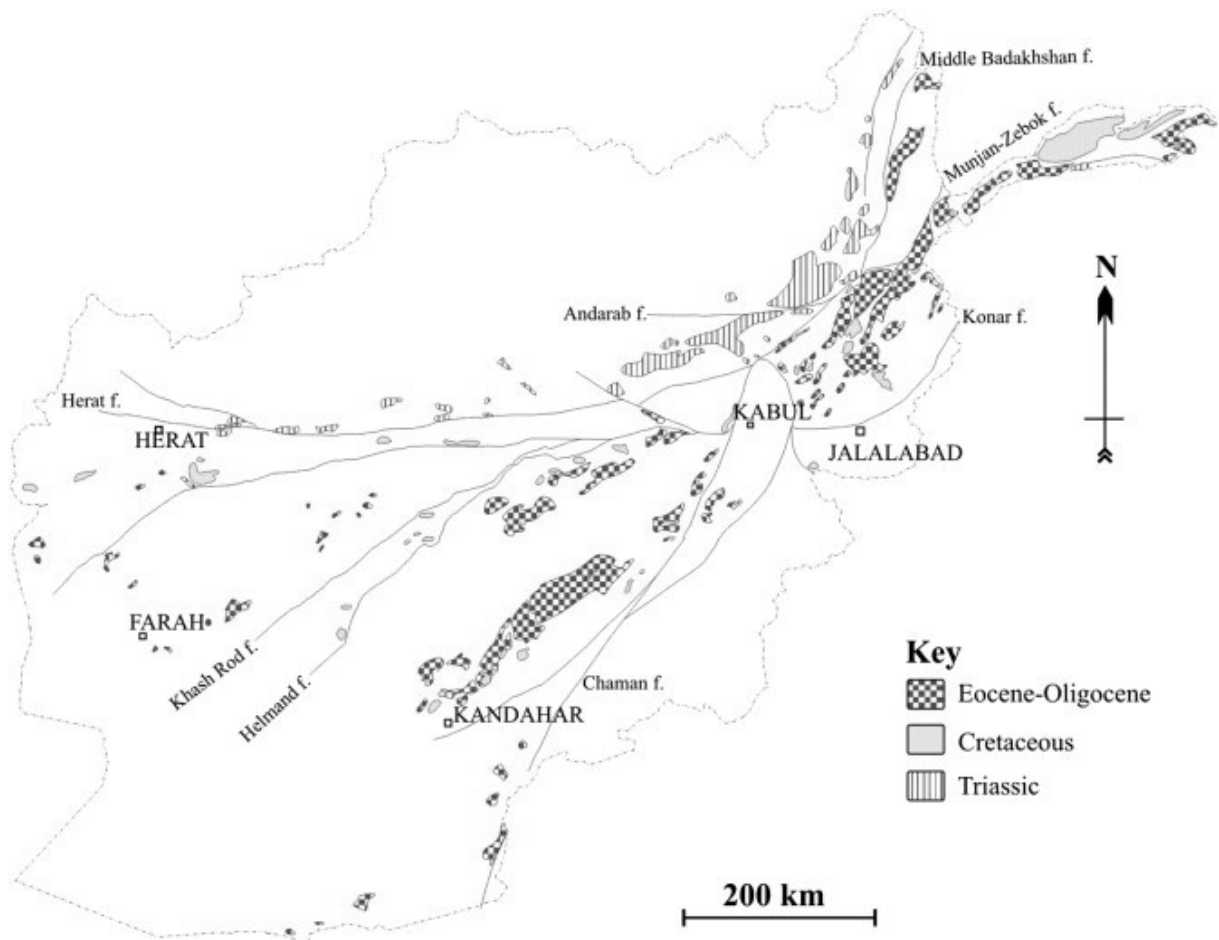 Middle Badakhshan f.
Munjan-Zebok f.
N
Andarab f.
Konar f.
Herat f.
HERAT
KABUL
JALALABAD
FARAH
Khash Rod f.
Helmand f.
Chaman f.
KANDAHAR
Key
Eocene-Oligocene
Cretaceous
Triassic
200 km